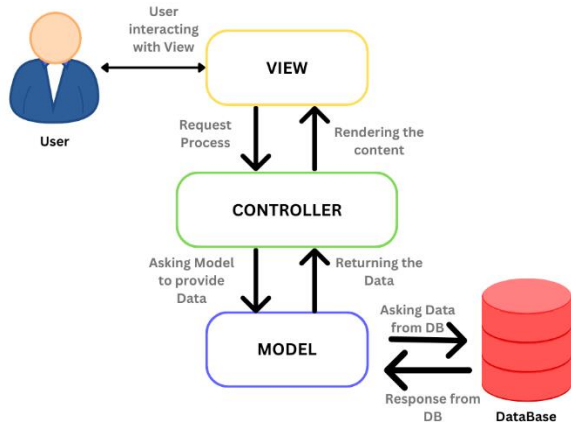 User
interacting
with View
VIEW
User
Request
Process
Rendering the
content
CONTROLLER
Asking Model
to provide
Data
Returning the
Data
Asking Data
from DB
MODEL
Response from
DB
DataBase